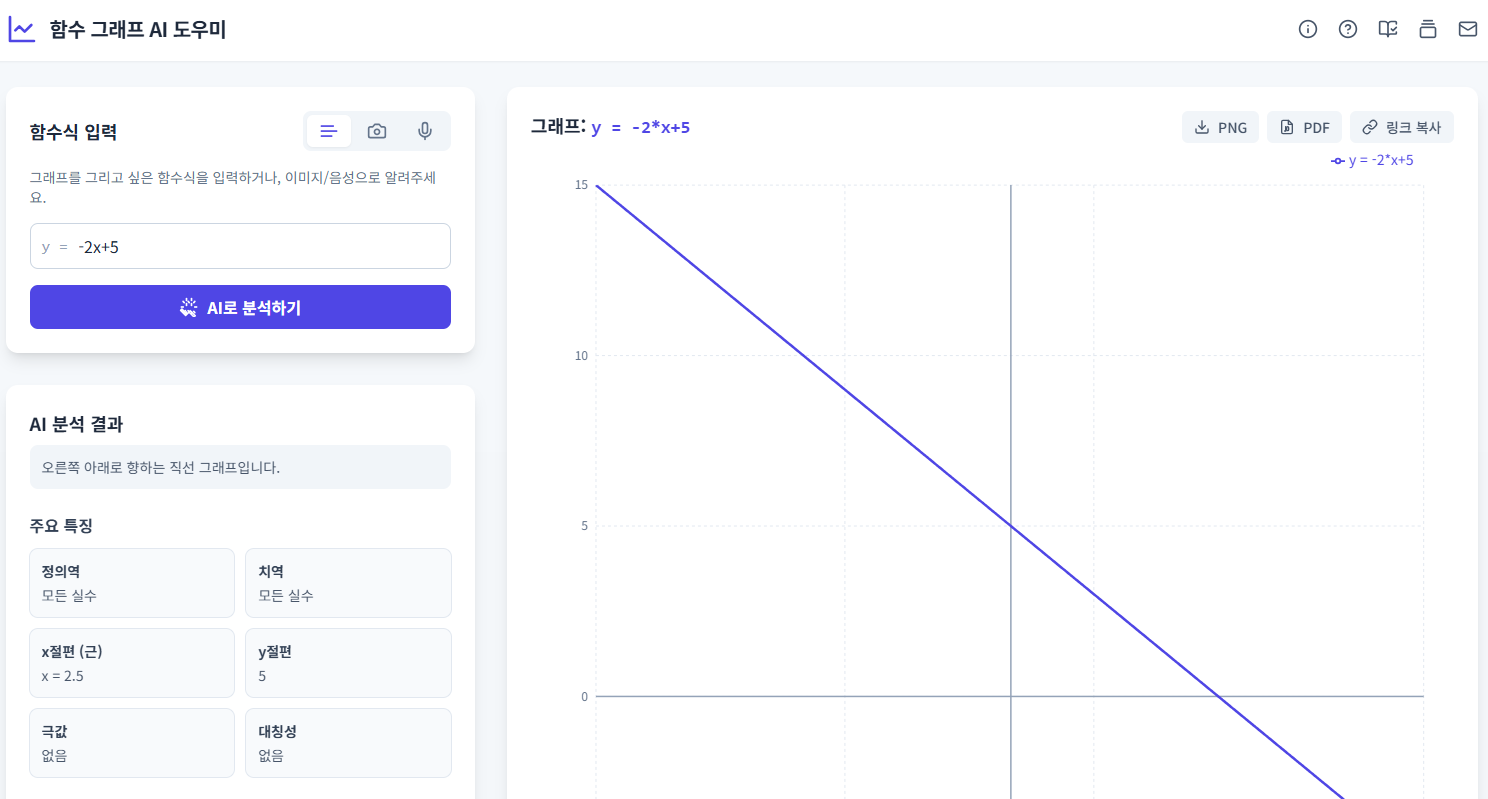 함수 그래프 AI 도우미
함수식 입력
그래프를 그리고 싶은 함수식을 입력하거나, 이미지/음성으로 알려주세
요.
y = -2x+5
AI로 분석하기
AI 분석 결과
오른쪽 아래로 향하는 직선 그래프입니다.
주요 특징
정의역
모든 실수
치역
모든 실수
x절편 (근)
x = 2.5
y절편
5
극값
없음
대칭성
없음
그래프: y = -2*x+5
PNG
PDF
링크 복사
y = -2*x+5
15
10
5
0